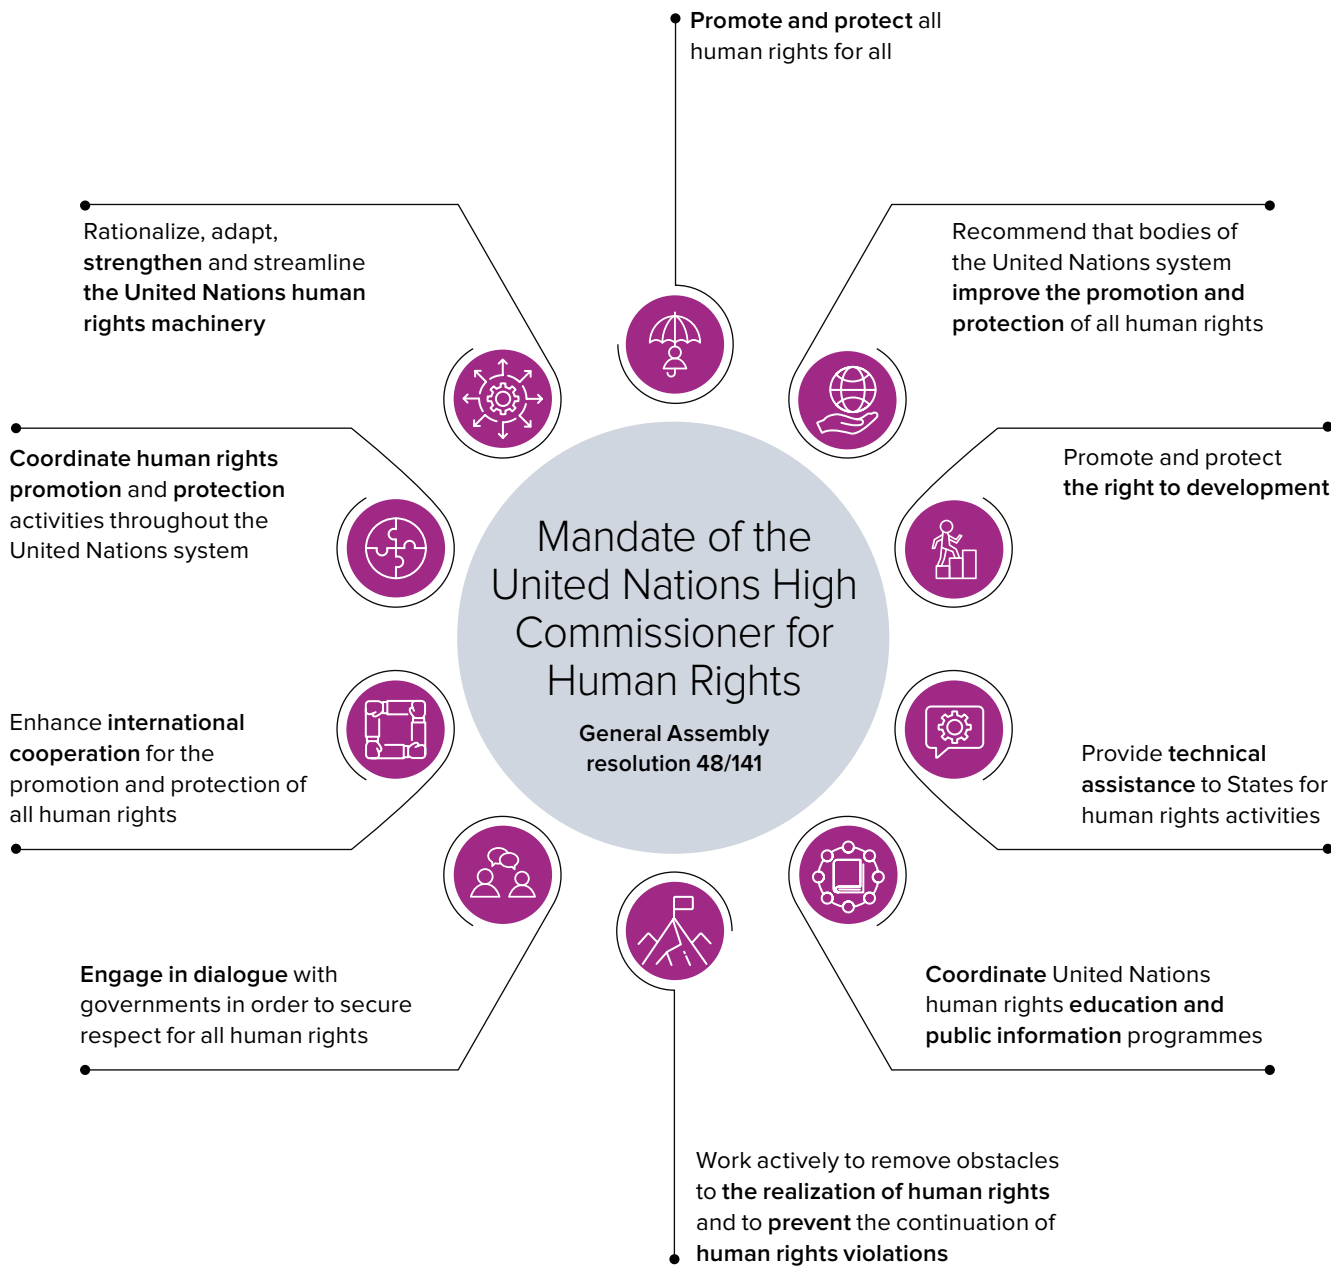 Promote and protect all
human rights for all
Recommend that bodies of
the United Nations system
improve the promotion and
protection of all human rights
Promote and protect
the right to development
Provide technical
assistance to States for
human rights activities
Coordinate United Nations
human rights education and
public information programmes
Work actively to remove obstacles
to the realization of human rights
and to prevent the continuation of
human rights violations
Engage in dialogue with
governments in order to secure
respect for all human rights
Enhance international
cooperation for the
promotion and protection of
all human rights
Coordinate human rights
promotion and protection
activities throughout the
United Nations system
Rationalize, adapt,
strengthen and streamline
the United Nations human
rights machinery
Mandate of the
United Nations High
Commissioner for
Human Rights
General Assembly
resolution 48/141